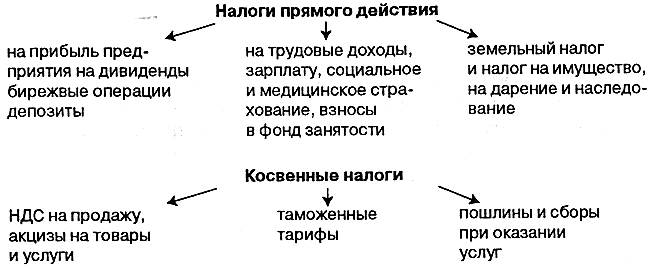 Налоги прямого действия
на прибыль пред-
приятия на дивиденды
бирежвые операции
депозиты
на трудовые доходы,
зарплату, социальное
и медицинское стра-
хование, взносы
в фонд занятости
земельный налог
и налог на имущество,
на дарение и наследо-
вание
Косвенные налоги
НДС на продажу,
акцизы на товары
и услуги
таможенные
тарифы
пошлины и сборы
при оказании
услуг